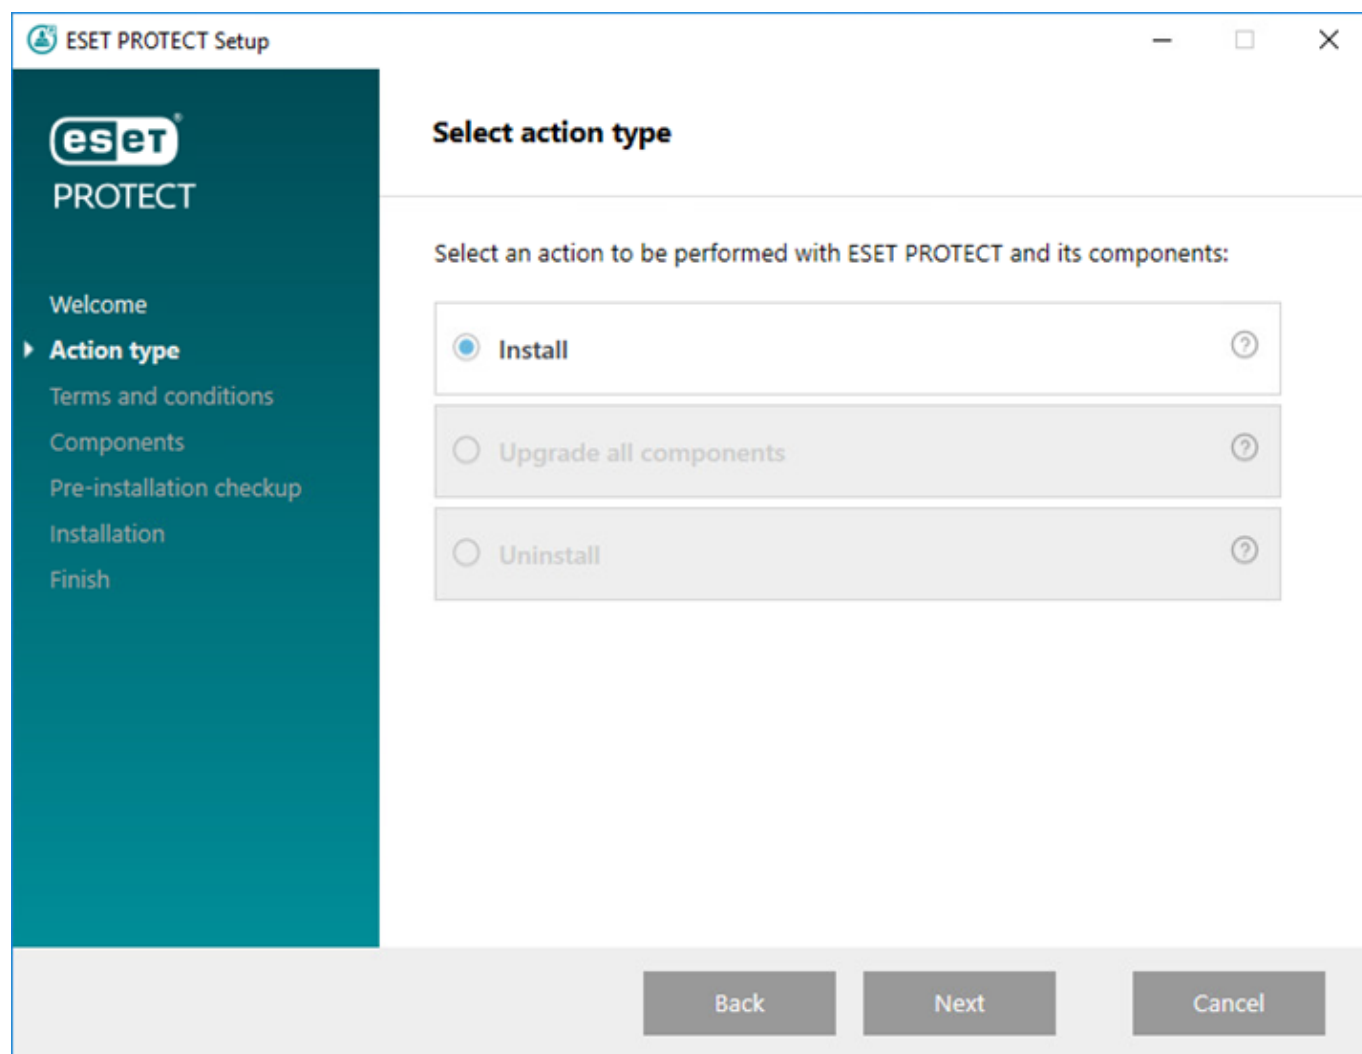 ESET PROTECT Setup
eseT®
PROTECT
Welcome
Action type
Terms and conditions
Components
Pre-installation checkup
Installation
Finish
Select action type
Select an action to be performed with ESET PROTECT and its components:
Install
Upgrade all components
Uninstall
Back Next Cancel